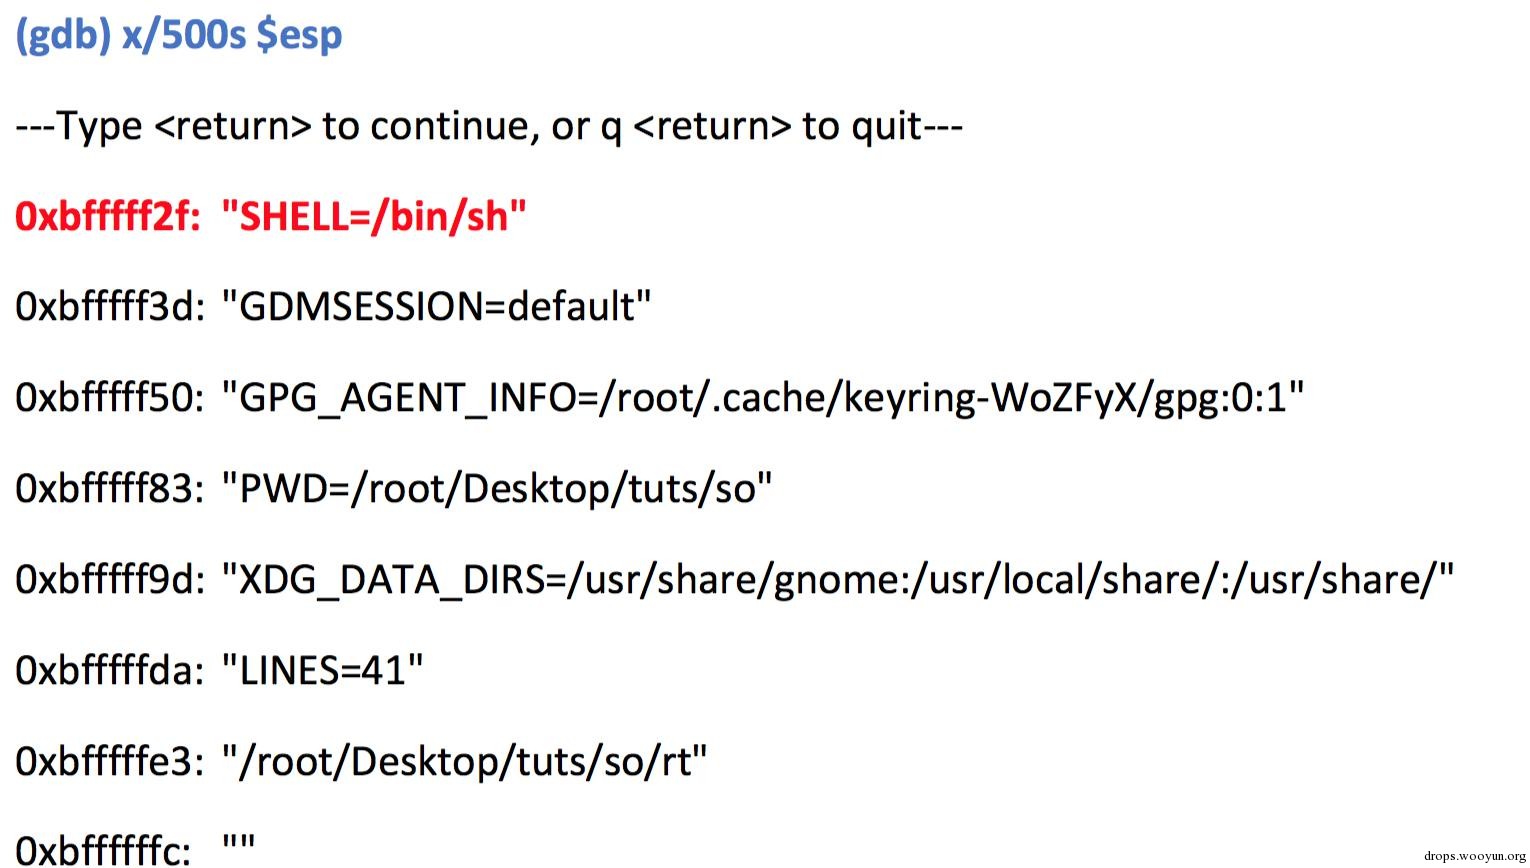 (gdb) x/500s $esp
---Type <return> to continue, or q <return> to quit---
0xbfffff2f: "SHELL=/bin/sh"
0xbfffff3d: "GDMSESSION=default"
0xbfffff50: "GPG_AGENT_INFO=/root/.cache/keyring-WoZFyX/gpg:0:1"
0xbfffff83: "PWD=/root/Desktop/tuts/so"
0xbfffff9d: "XDG_DATA_DIRS=/usr/share/gnome:/usr/local/share/:/usr/share/"
0xbfffffda: "LINES=41"
0xbfffffe3: "/root/Desktop/tuts/so/rt"
0xbffffffc: ""
drops.wooyun.org